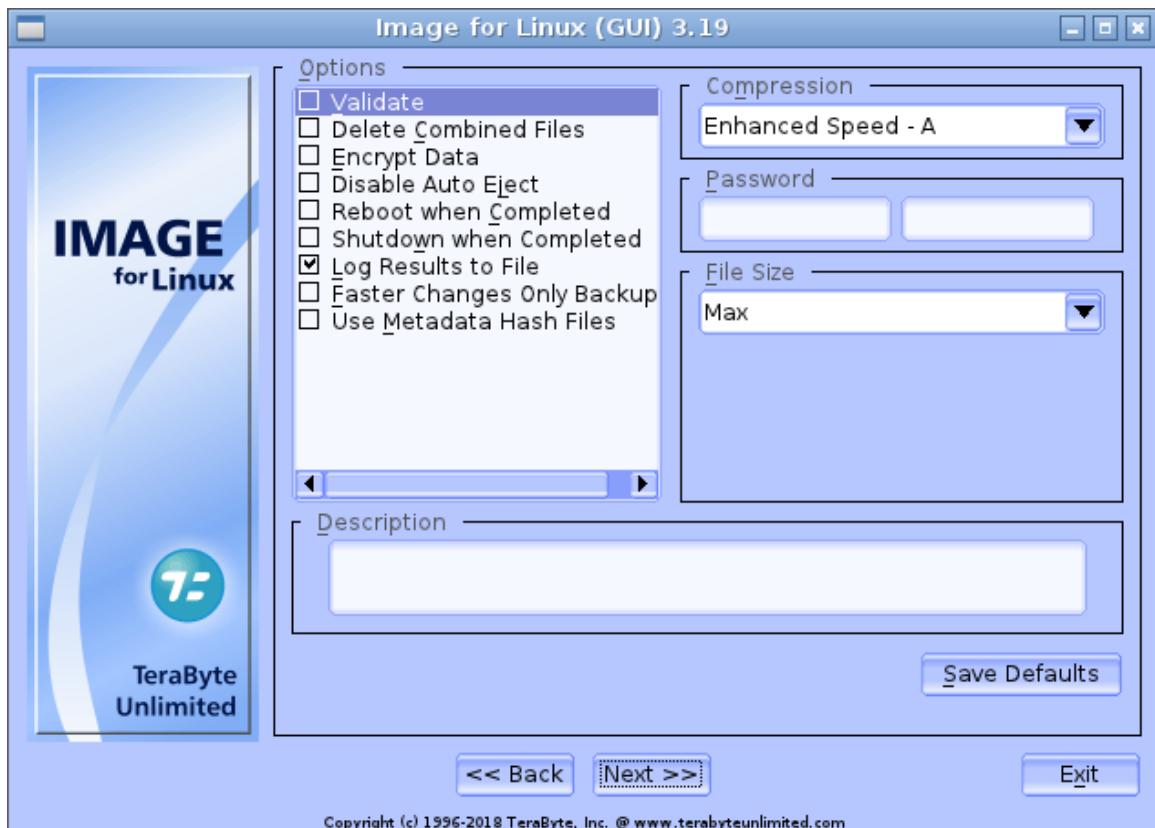 Image for Linux (GUI) 3.19
IMAGE
for Linux
TeraByte
Unlimited
Options
Validate
Delete Combined Files
Encrypt Data
Disable Auto Eject
Reboot when Completed
Shutdown when Completed
Log Results to File
Faster Changes Only Backup
Use Metadata Hash Files
Compression
Enhanced Speed - A
Password
File Size
Max
Description
Save Defaults
<< Back
Next >>
Exit
Copyright (c) 1996-2018 TeraByte, Inc. @ www.terabyteunlimited.com